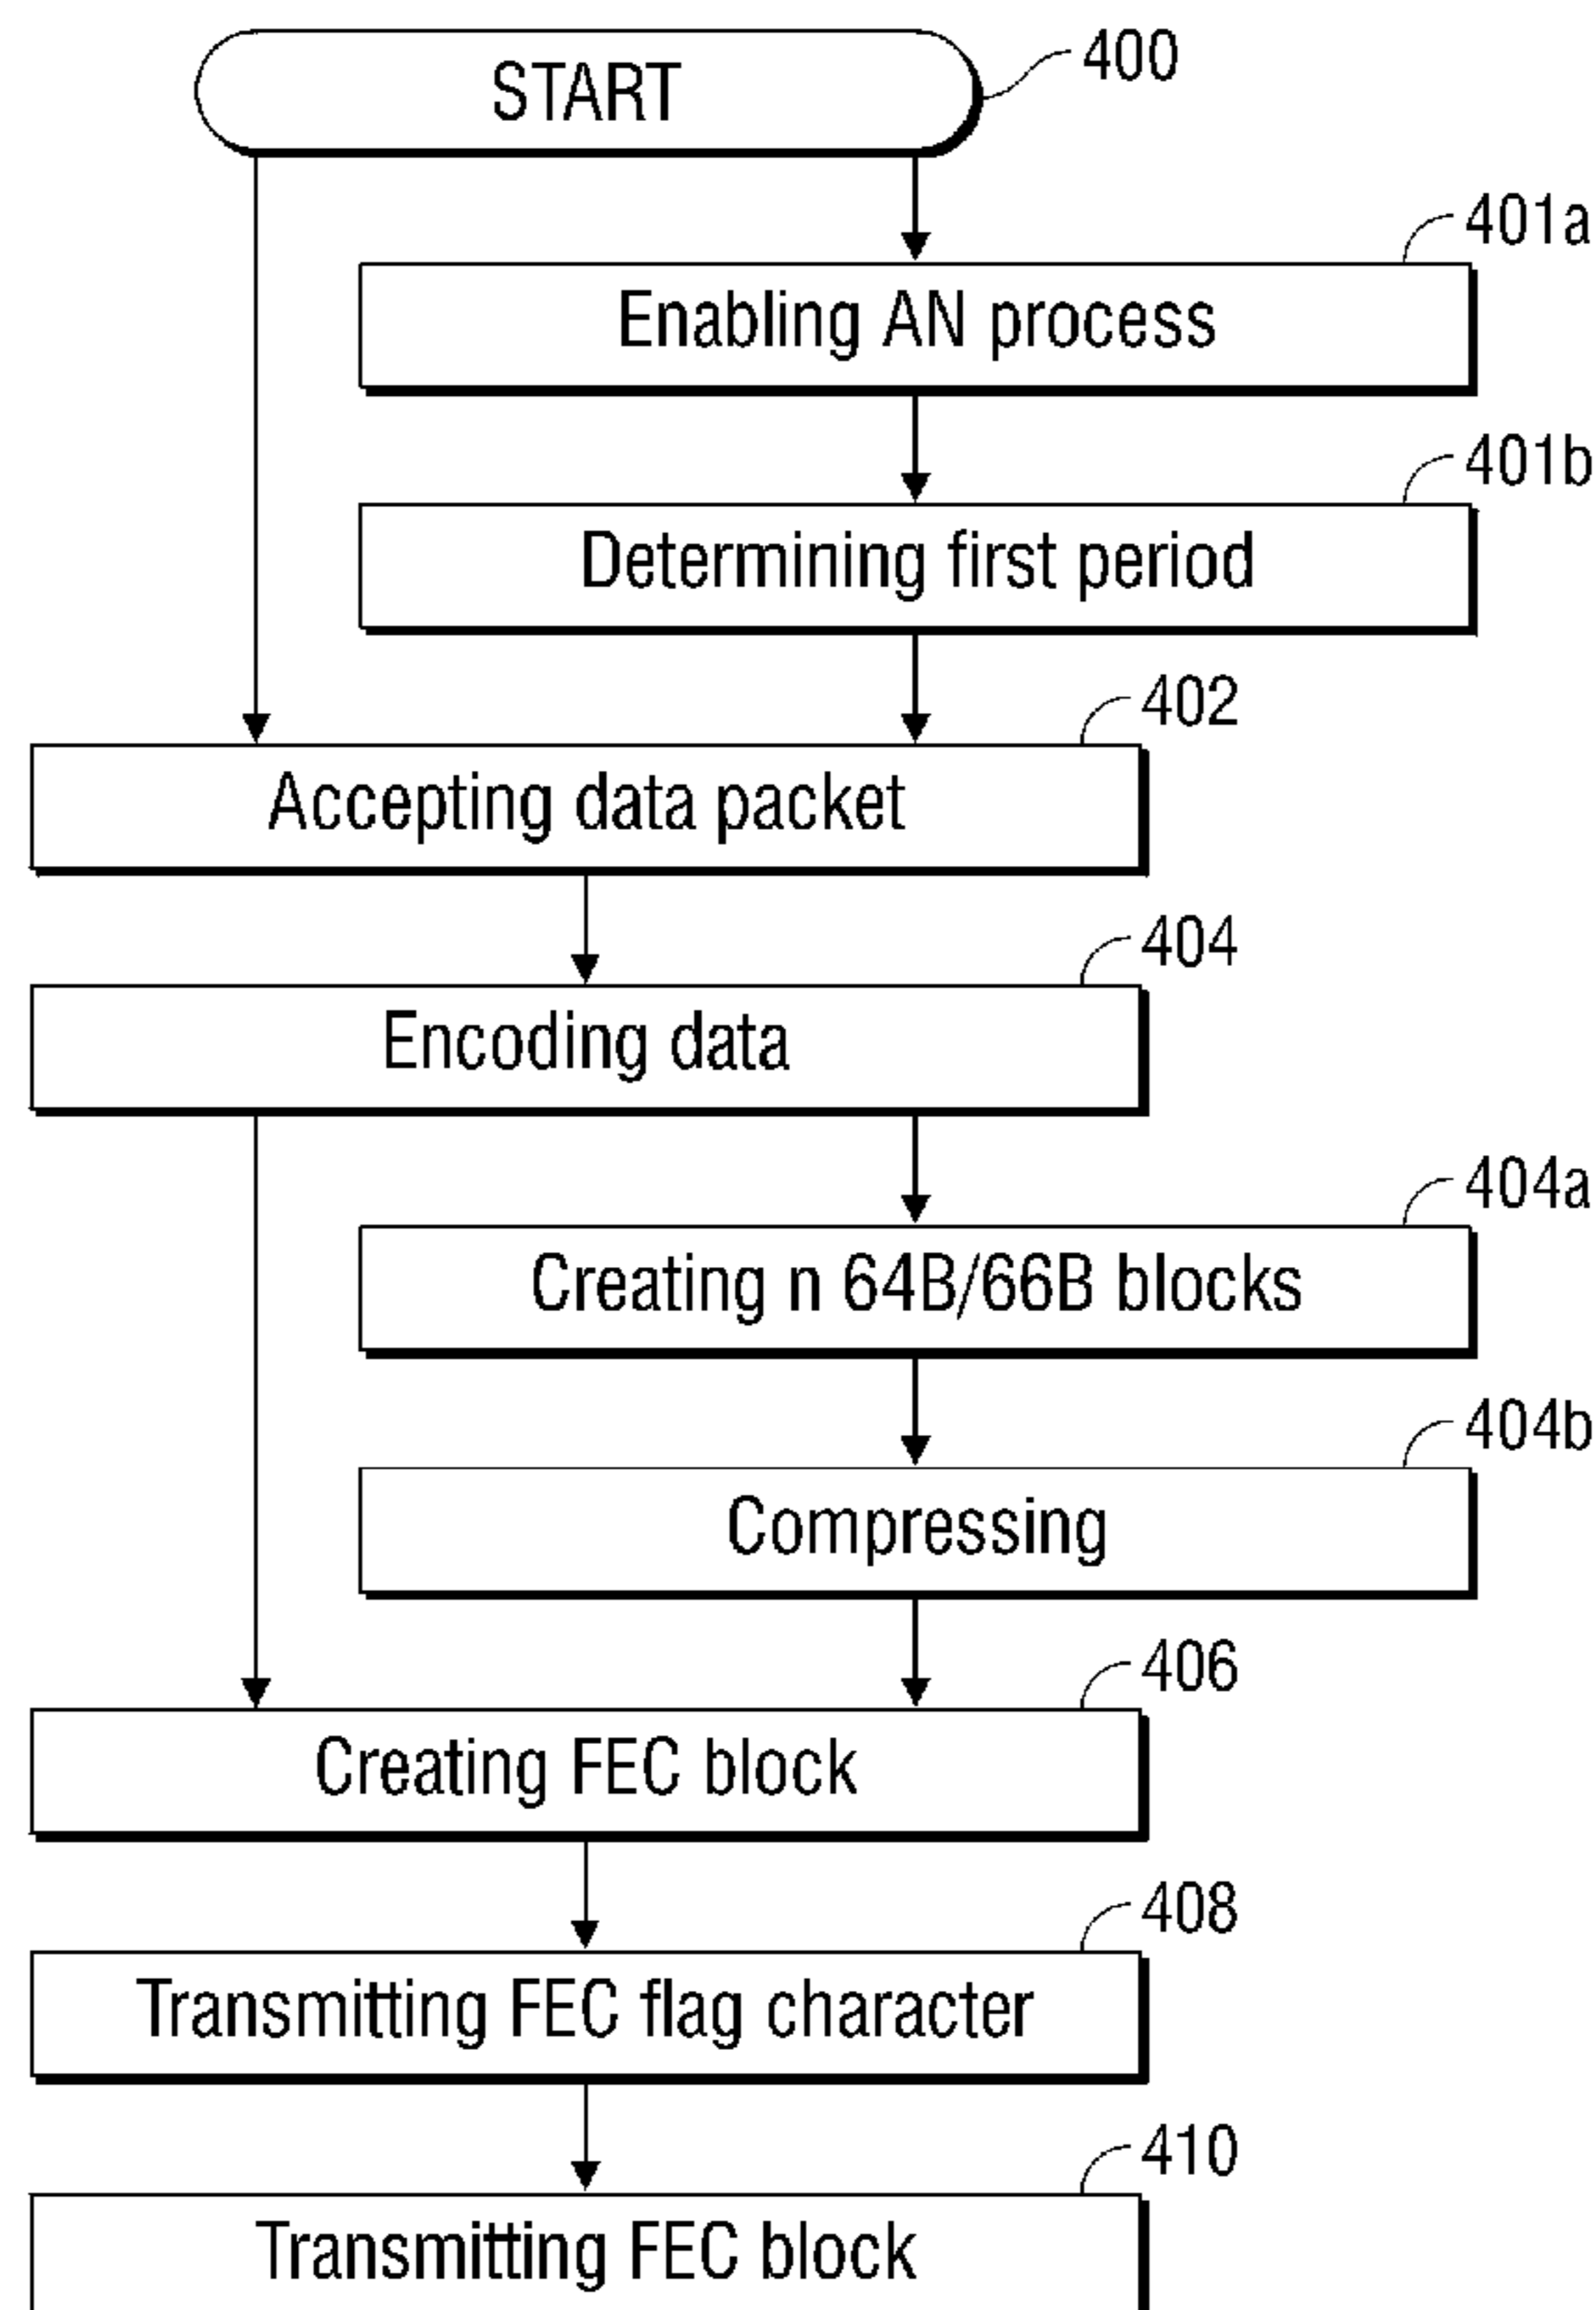 START
400
401a
Enabling AN process
401b
Determining first period
402
Accepting data packet
404
Encoding data
404a
Creating n 64B/66B blocks
404b
Compressing
406
Creating FEC block
408
Transmitting FEC flag character
410
Transmitting FEC block